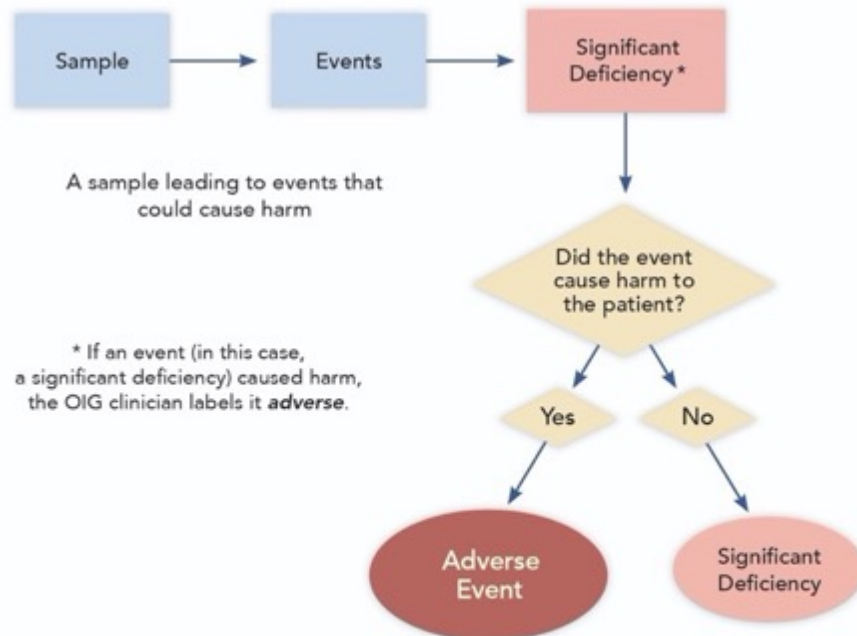 Sample
Events
Significant
Deficiency *
A sample leading to events that
could cause harm
Did the event
cause harm to
the patient?
* If an event (in this case,
a significant deficiency) caused harm,
the OIG clinician labels it adverse.
Yes
No
Adverse
Event
Significant
Deficiency